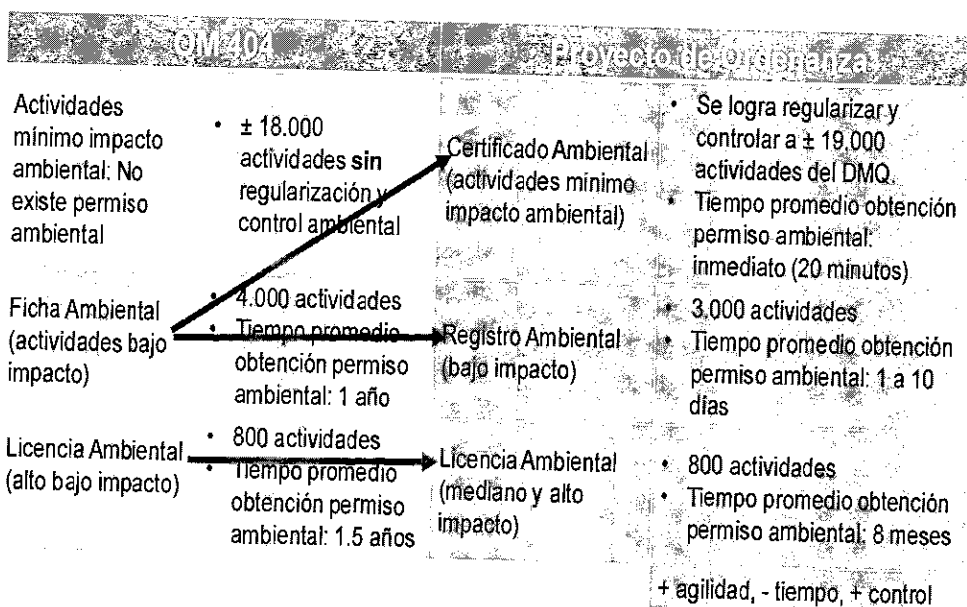 OM 404
Proyecto de Ordenanza
Actividades
mínimo impacto
ambiental: No
existe permiso
ambiental
• ± 18.000
actividades sin
regularización y
control ambiental
Certificado Ambiental
(actividades mínimo
impacto ambiental)
• Se logra regularizar y
controlar a ± 19.000
actividades del DMQ.
• Tiempo promedio obtención
permiso ambiental:
inmediato (20 minutos)
Ficha Ambiental
(actividades bajo
impacto)
• 4.000 actividades
• Tiempo promedio
obtención permiso
ambiental: 1 año
Registro Ambiental
(bajo impacto)
• 3.000 actividades
• Tiempo promedio obtención
permiso ambiental: 1 a 10
días
Licencia Ambiental
(alto bajo impacto)
• 800 actividades
• Tiempo promedio
obtención permiso
ambiental: 1.5 años
Licencia Ambiental
(mediano y alto
impacto)
• 800 actividades
• Tiempo promedio obtención
permiso ambiental: 8 meses
+ agilidad, - tiempo, + control